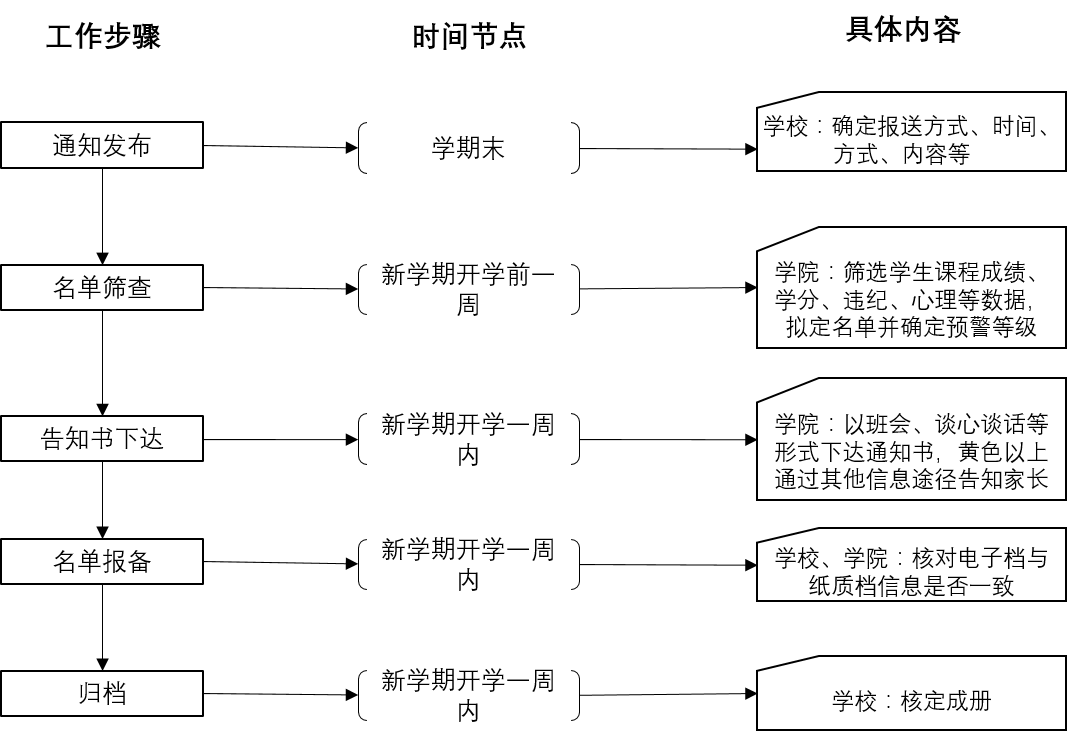 工作步骤
时间节点
具体内容
通知发布
学期末
学校：确定报送方式、时间、
方式、内容等
名单筛查
新学期开学前一
周
学院：筛选学生课程成绩、
学分、违纪、心理等数据，
拟定名单并确定预警等级
告知书下达
新学期开学一周
内
学院：以班会、谈心谈话等
形式下达通知书，黄色以上
通过其他信息途径告知家长
名单报备
新学期开学一周
内
学校、学院：核对电子档与
纸质档信息是否一致
归档
新学期开学一周
内
学校：核定成册